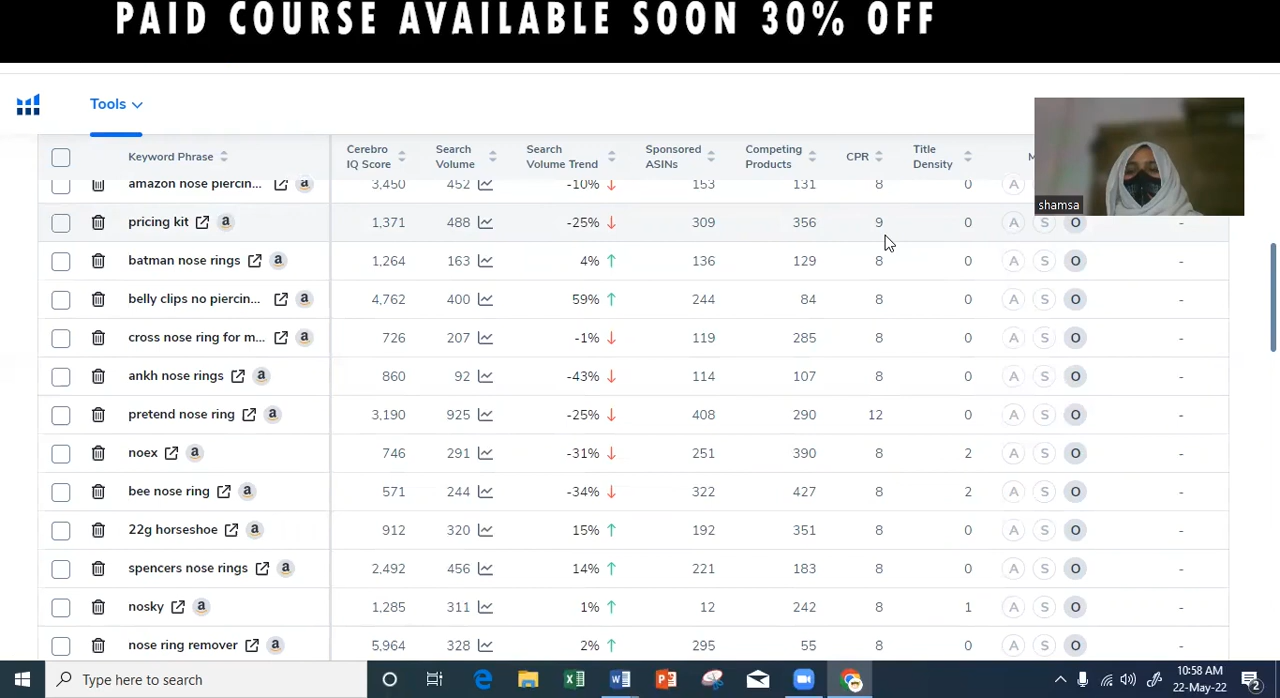 PAID COURSE AVAILABLE SOON 30% OFF
Tools
shamsa
Keyword Phrase Cerebro IQ Score Search Volume Search Volume Trend Sponsored ASINs Competing Products CPR Title Density M
amazon nose piercin... a 3,450 452 -10% 153 131 8 0 A
pricing kit a 1,371 488 -25% 309 356 9 0 A S O -
batman nose rings a 1,264 163 4% 136 129 8 0 A S O -
belly clips no piercin... a 4,762 400 59% 244 84 8 0 A S O -
cross nose ring for m... a 726 207 -1% 119 285 8 0 A S O -
ankh nose rings a 860 92 -43% 114 107 8 0 A S O -
pretend nose ring a 3,190 925 -25% 408 290 12 0 A S O -
noex a 746 291 -31% 251 390 8 2 A S O -
bee nose ring a 571 244 -34% 322 427 8 2 A S O -
22g horseshoe a 912 320 15% 192 351 8 0 A S O -
spencers nose rings a 2,492 456 14% 221 183 8 0 A S O -
nosky a 1,285 311 1% 12 242 8 1 A S O -
nose ring remover a 5,964 328 2% 295 55 8 0 A S O -
Type here to search
10:58 AM
22-May-22
2